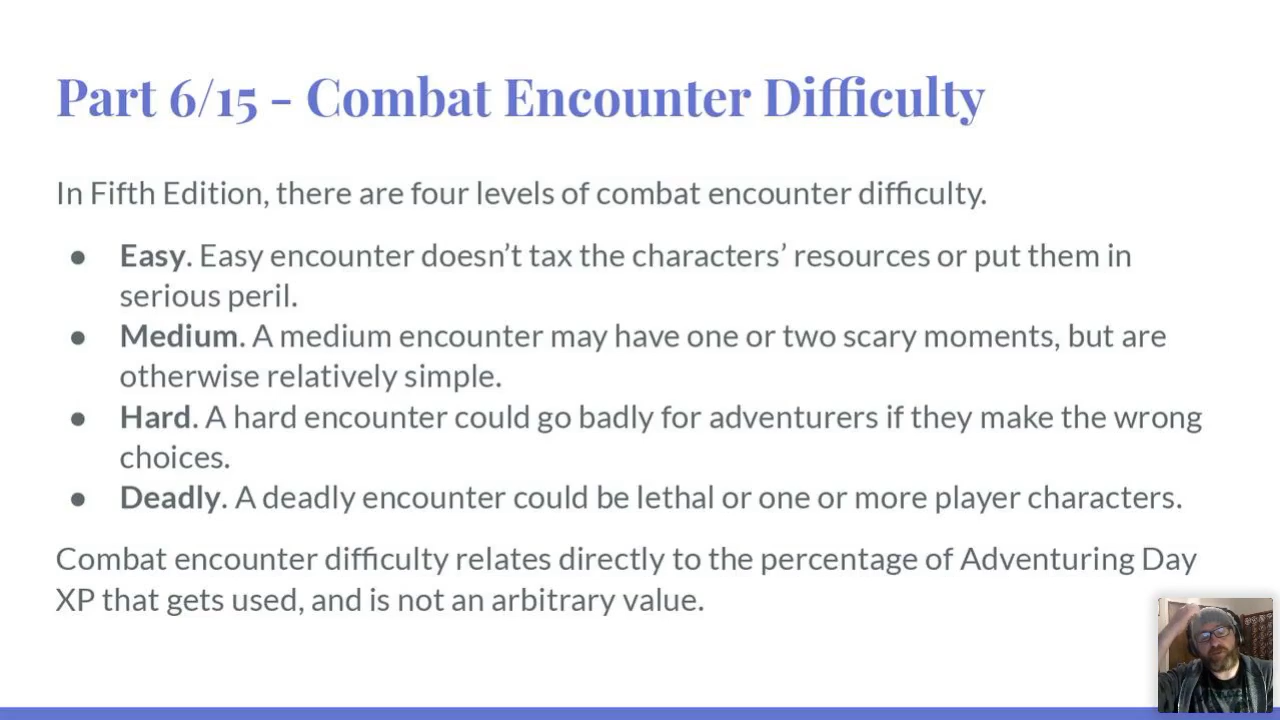 Part 6/15 - Combat Encounter Difficulty
In Fifth Edition, there are four levels of combat encounter difficulty.
● Easy. Easy encounter doesn’t tax the characters’ resources or put them in
serious peril.
● Medium. A medium encounter may have one or two scary moments, but are
otherwise relatively simple.
● Hard. A hard encounter could go badly for adventurers if they make the wrong
choices.
● Deadly. A deadly encounter could be lethal or one or more player characters.
Combat encounter difficulty relates directly to the percentage of Adventuring Day
XP that gets used, and is not an arbitrary value.